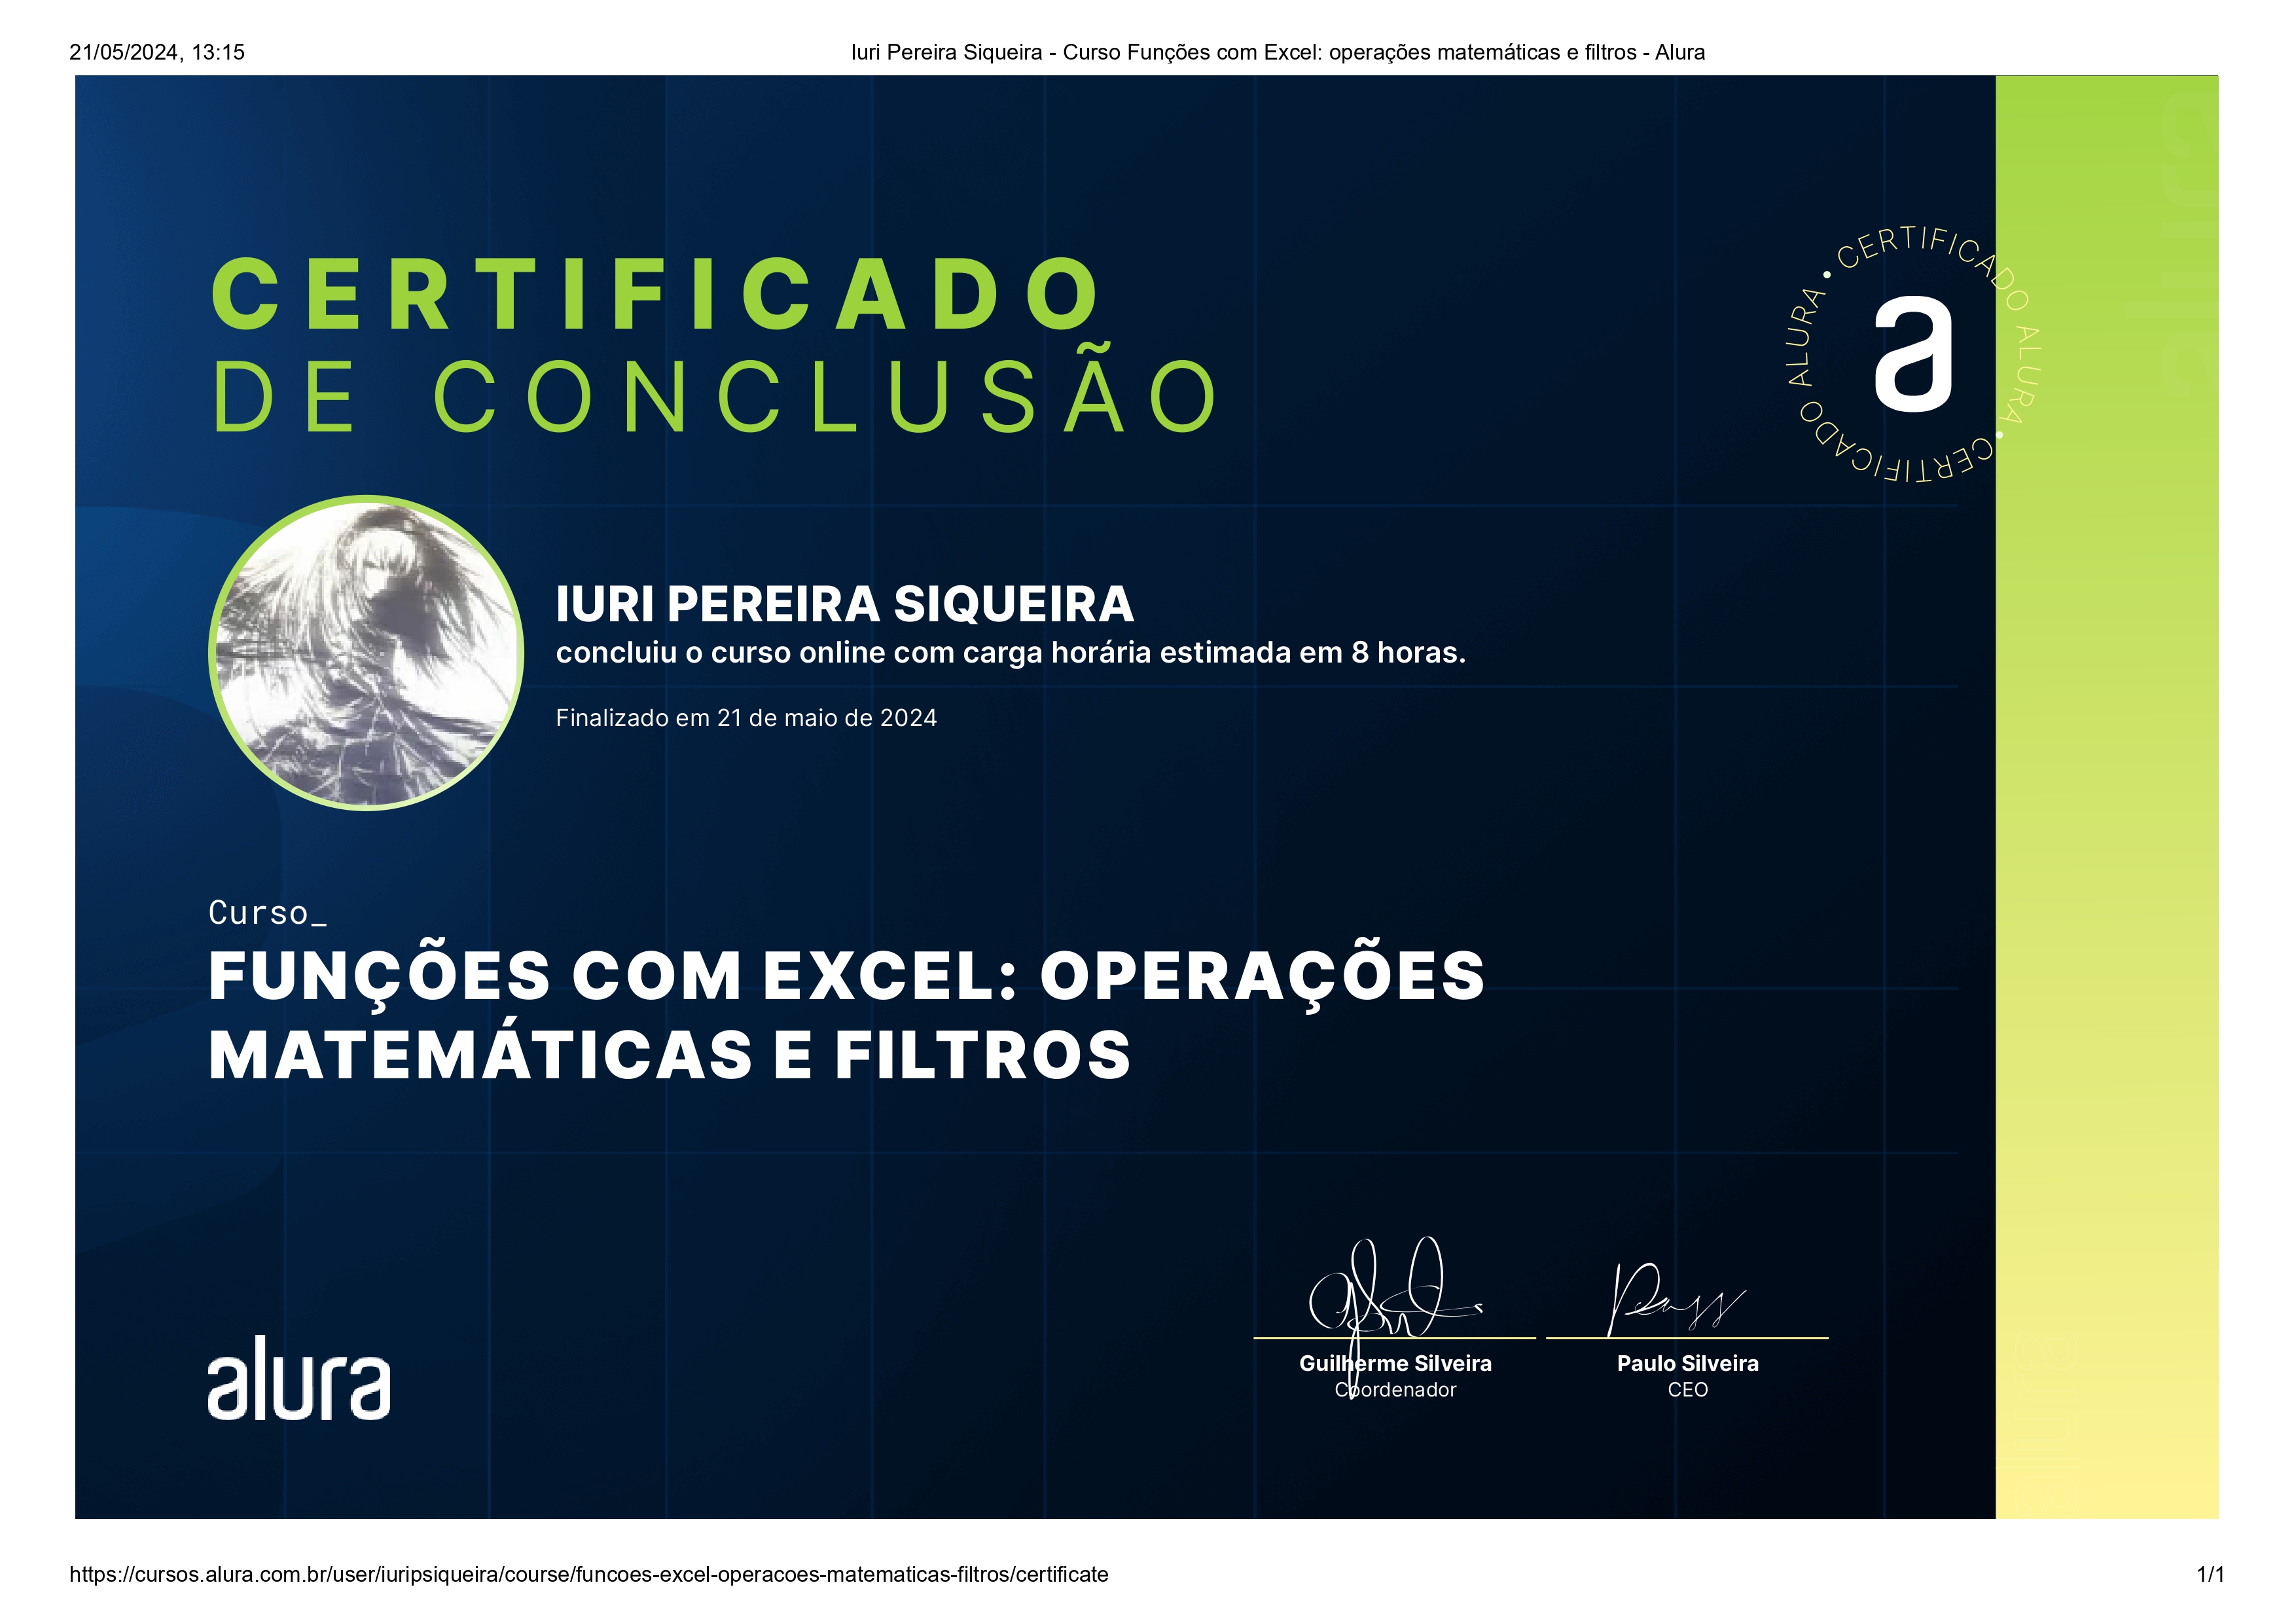 21/05/2024, 13:15
Iuri Pereira Siqueira - Curso Funções com Excel: operações matemáticas e filtros - Alura
CERTIFICADO
DE CONCLUSÃO
• CERTIFICADO ALURA • CERTIFICADO ALURA
a
IURI PEREIRA SIQUEIRA
concluiu o curso online com carga horária estimada em 8 horas.
Finalizado em 21 de maio de 2024
Curso_
FUNÇÕES COM EXCEL: OPERAÇÕES
MATEMÁTICAS E FILTROS
Guilherme Silveira
Coordenador
Paulo Silveira
CEO
alura
https://cursos.alura.com.br/user/iuripsiqueira/course/funcoes-excel-operacoes-matematicas-filtros/certificate
1/1